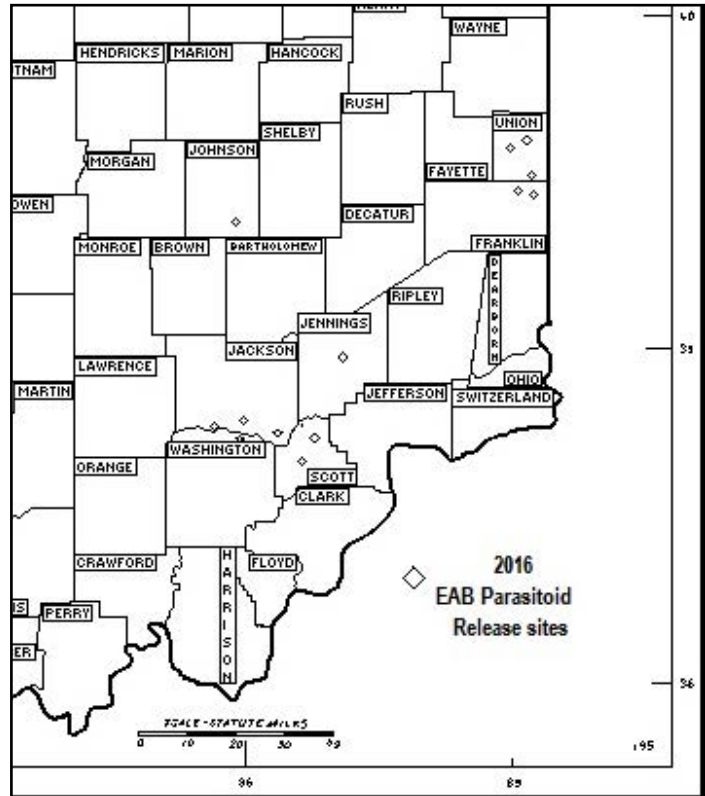 HENRY
WAYNE
40
HENDRICKS
MARION
HANCOCK
TNAM
RUSH
SHELBY
UNION
JOHNSON
MORGAN
FAYETTE
OWEN
DECATUR
MONROE
BROWN
BARTHOLOMEW
FRANKLIN
DEARBORN
RIPLEY
JENNINGS
JACKSON
39
LAWRENCE
OHIO
MARTIN
JEFFERSON
SWITZERLAND
WASHINGTON
ORANGE
SCOTT
CLARK
CRAWFORD
HARRISON
FLOYD
2016
EAB Parasitoid
Release sites
IS
PERRY
ER
SCALE-STATUTE MILES
0 10 20 30 40
195
86
85